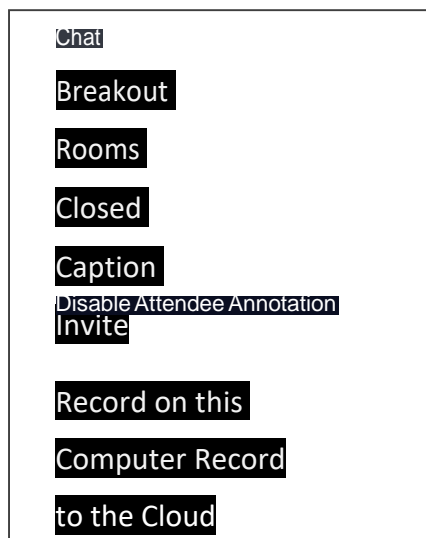 Chat
Breakout
Rooms
Closed
Caption
Disable Attendee Annotation
Invite
Record on this
Computer Record
to the Cloud